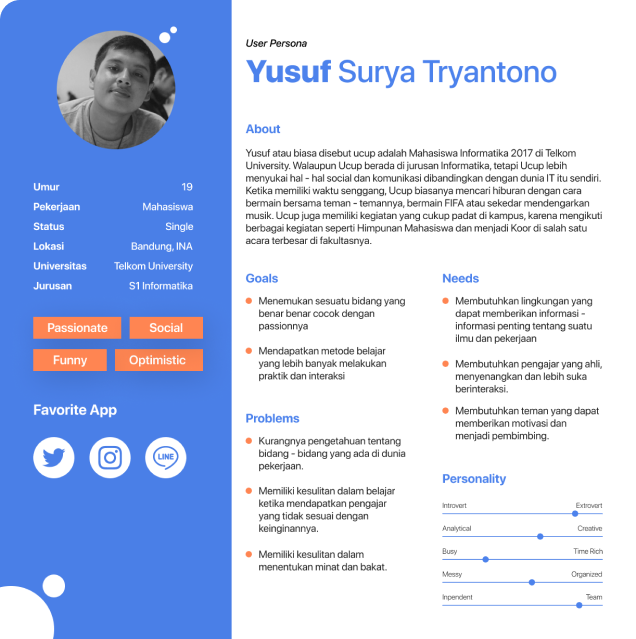 User Persona
Yusuf Surya Tryantono
Umur 19
Pekerjaan Mahasiswa
Status Single
Lokasi Bandung, INA
Universitas Telkom University
Jurusan S1 Informatika
Passionate Social
Funny Optimistic
Favorite App
LINE
About
Yusuf atau biasa disebut ucup adalah Mahasiswa Informatika 2017 di Telkom
University. Walaupun Ucup berada di jurusan Informatika, tetapi Ucup lebih
menyukai hal - hal social dan komunikasi dibandingkan dengan dunia IT itu sendiri.
Ketika memiliki waktu senggang, Ucup biasanya mencari hiburan dengan cara
bermain bersama teman - temannya, bermain FIFA atau sekedar mendengarkan
musik. Ucup juga memiliki kegiatan yang cukup padat di kampus, karena mengikuti
berbagai kegiatan seperti Himpunan Mahasiswa dan menjadi Koor di salah satu
acara terbesar di fakultasnya.
Goals
Menemukan sesuatu bidang yang
benar benar cocok dengan
passionnya
Mendapatkan metode belajar
yang lebih banyak melakukan
praktik dan interaksi
Problems
Kurangnya pengetahuan tentang
bidang - bidang yang ada di dunia
pekerjaan.
Memiliki kesulitan dalam belajar
ketika mendapatkan pengajar
yang tidak sesuai dengan
keinginannya.
Memiliki kesulitan dalam
menentukan minat dan bakat.
Needs
Membutuhkan lingkungan yang
dapat memberikan informasi -
informasi penting tentang suatu
ilmu dan pekerjaan
Membutuhkan pengajar yang ahli,
menyenangkan dan lebih suka
berinteraksi.
Membutuhkan teman yang dapat
memberikan motivasi dan
menjadi pembimbing.
Personality
Introvert Extrovert
Analytical Creative
Busy Time Rich
Messy Organized
Inpendent Team